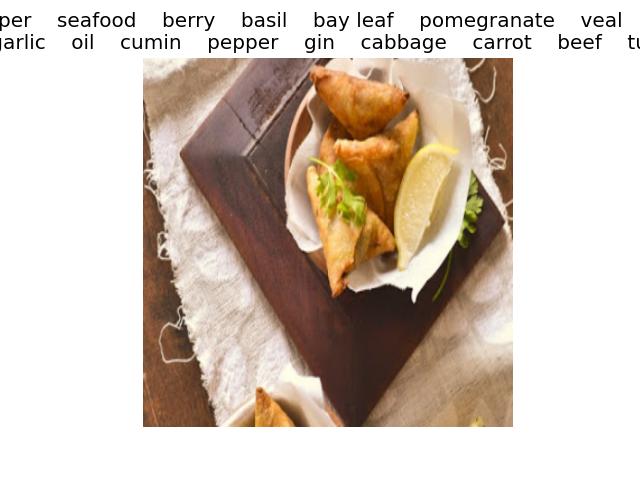 per seafood berry basil bay leaf pomegranate veal
garlic oil cumin pepper gin cabbage carrot beef tu